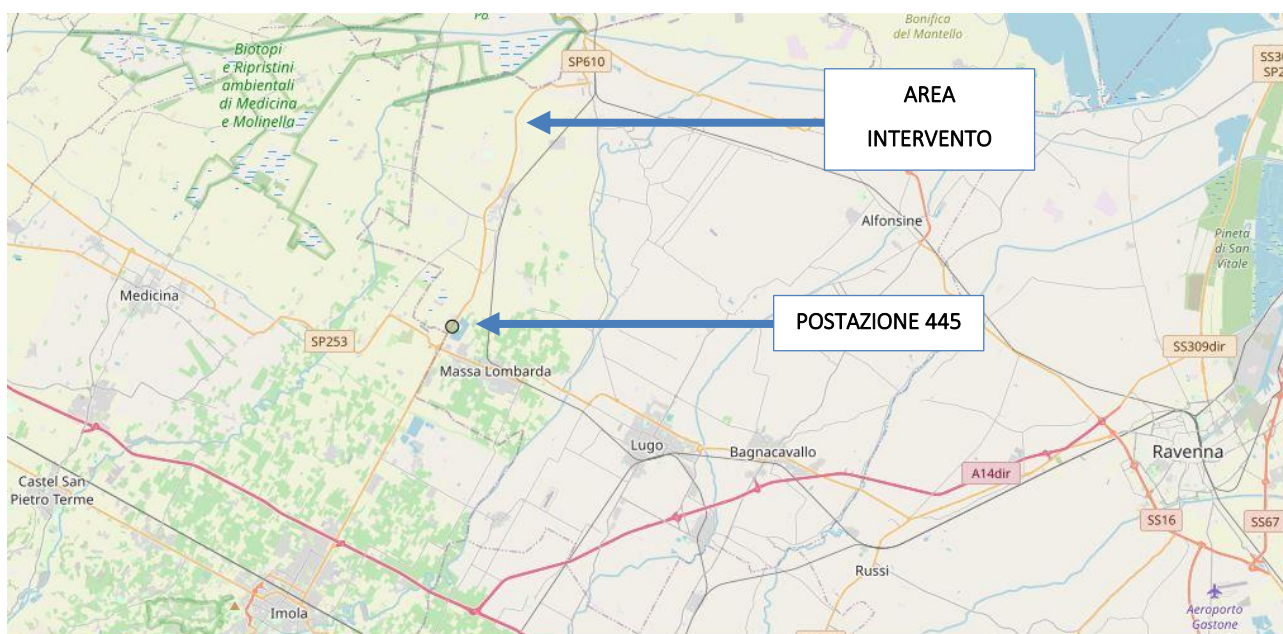 Po
Bonifica
del Mantello
SS30
SP2
SP610
Biotopi
e Ripristini
ambientali
di Medicina
e Molinella
AREA
INTERVENTO
Alfonsine
Pineta
di San
Vitale
Medicina
POSTAZIONE 445
SP253
SS309dir
Massa Lombarda
Lugo
Bagnacavallo
Ravenna
A14dir
Castel San
Pietro Terme
SS16
SS67
Russi
Imola
Aeroporto
Gastone